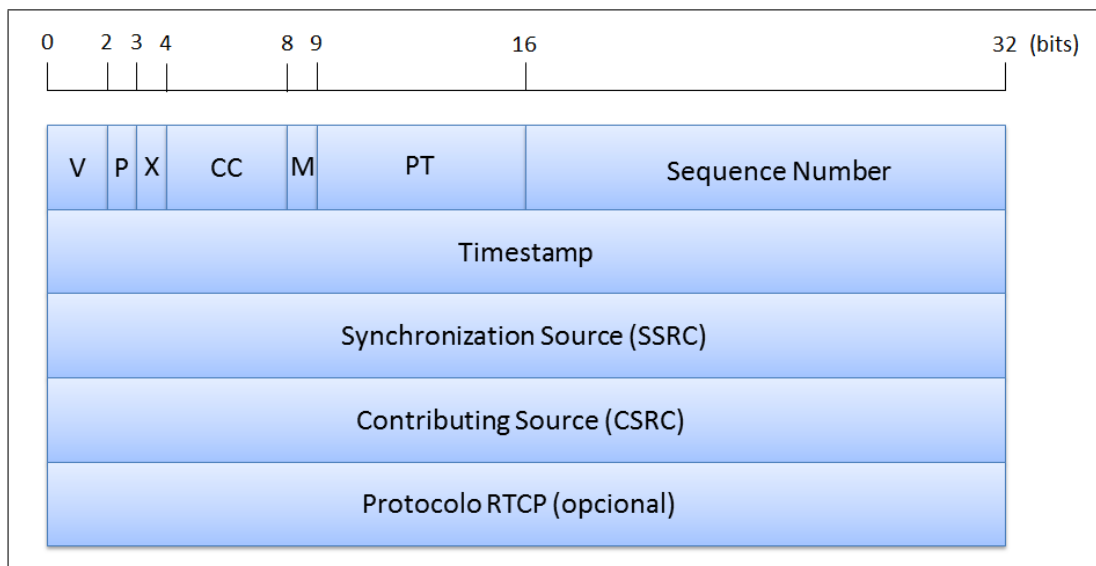 0 2 3 4 8 9 16 32 (bits)
V P X CC M PT Sequence Number
Timestamp
Synchronization Source (SSRC)
Contributing Source (CSRC)
Protocolo RTCP (opcional)